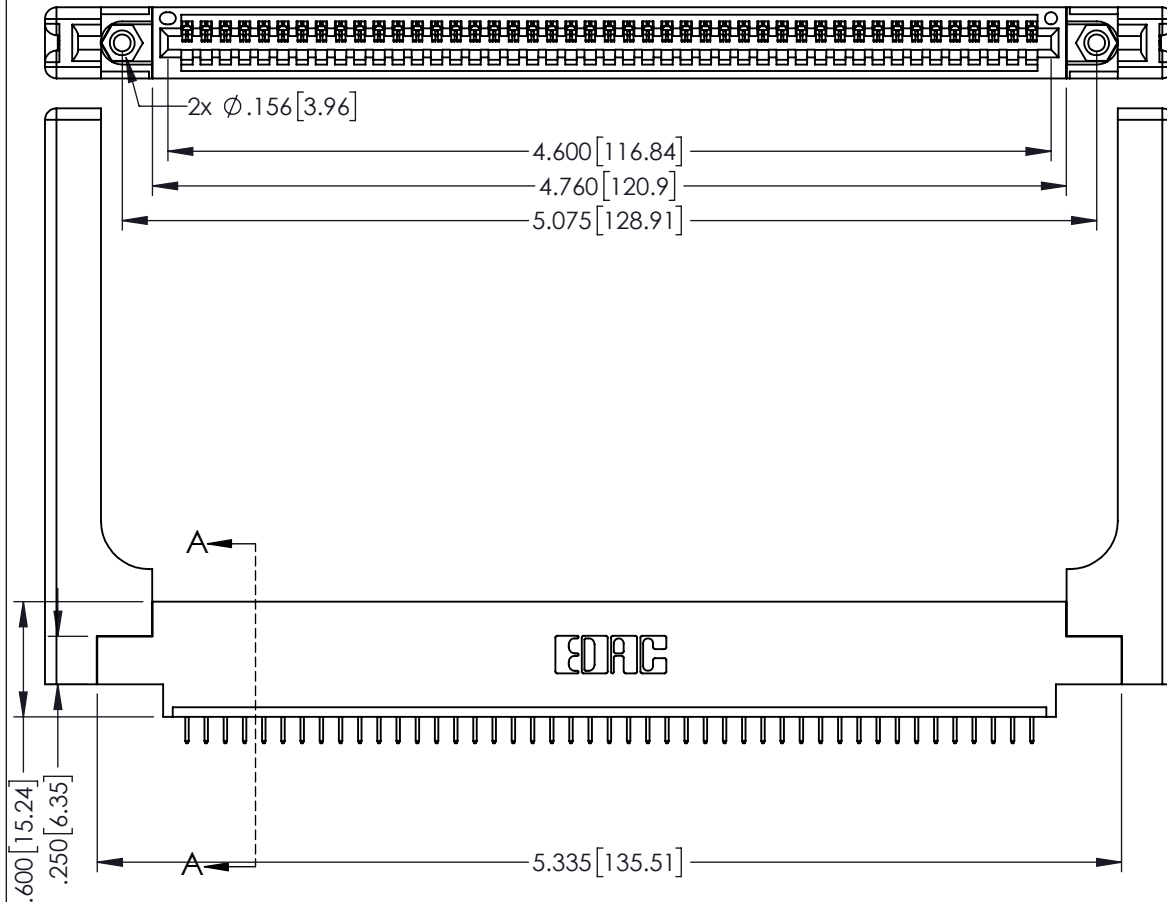 2x Ø.156[3.96]
4.600[116.84]
4.760[120.9]
5.075[128.91]
A
EDAC
.600[15.24]
.250[6.35]
A
5.335[135.51]